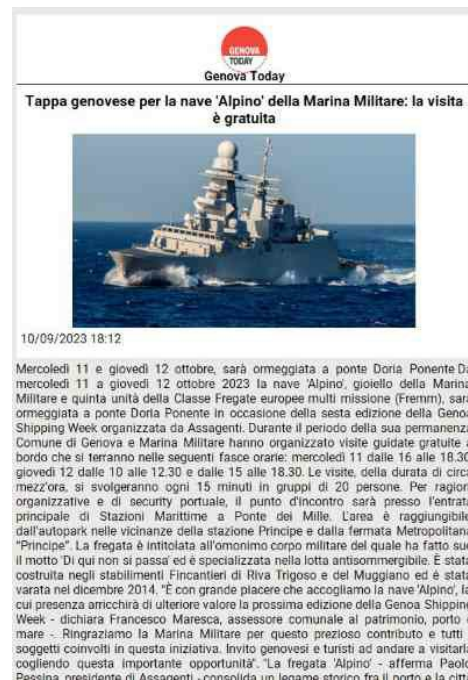 GENOVA
TODAY
Genova Today
Tappa genovese per la nave 'Alpino' della Marina Militare: la visita
è gratuita
10/09/2023 18:12
Mercoledì 11 e giovedì 12 ottobre, sarà ormeggiata a ponte Doria Ponente Da
mercoledì 11 a giovedì 12 ottobre 2023 la nave 'Alpino', gioiello della Marina
Militare e quinta unità della Classe Fregate europee multi missione (Fremm), sarà
ormeggiata a ponte Doria Ponente in occasione della sesta edizione della Genoa
Shipping Week organizzata da Assagenti. Durante il periodo della sua permanenza
Comune di Genova e Marina Militare hanno organizzato visite guidate gratuite a
bordo che si terranno nelle seguenti fasce orarie: mercoledì 11 dalle 16 alle 18.30,
giovedì 12 dalle 10 alle 12.30 e dalle 15 alle 18.30. Le visite, della durata di circa
mezz'ora, si svolgeranno ogni 15 minuti in gruppi di 20 persone. Per ragioni
organizzative e di security portuale, il punto d'incontro sarà presso l'entrata
principale di Stazioni Marittime a Ponte dei Mille. L'area è raggiungibile
dall'autopark nelle vicinanze della stazione Principe e dalla fermata Metropolitana
"Principe". La fregata è intitolata all'omonimo corpo militare del quale ha fatto suo
il motto 'Di qui non si passa' ed è specializzata nella lotta antisommergibile. È stata
costruita negli stabilimenti Fincantieri di Riva Trigoso e del Muggiano ed è stata
varata nel dicembre 2014. "È con grande piacere che accogliamo la nave 'Alpino', la
cui presenza arricchirà di ulteriore valore la prossima edizione della Genoa Shipping
Week - dichiara Francesco Maresca, assessore comunale al patrimonio, porto e
mare - Ringraziamo la Marina Militare per questo prezioso contributo e tutti i
soggetti coinvolti in questa iniziativa. Invito genovesi e turisti ad andare a visitarla
cogliendo questa importante opportunità". "La fregata 'Alpino' - afferma Paolo
Pessina, presidente di Assagenti - consolida un legame storico fra il porto e la città